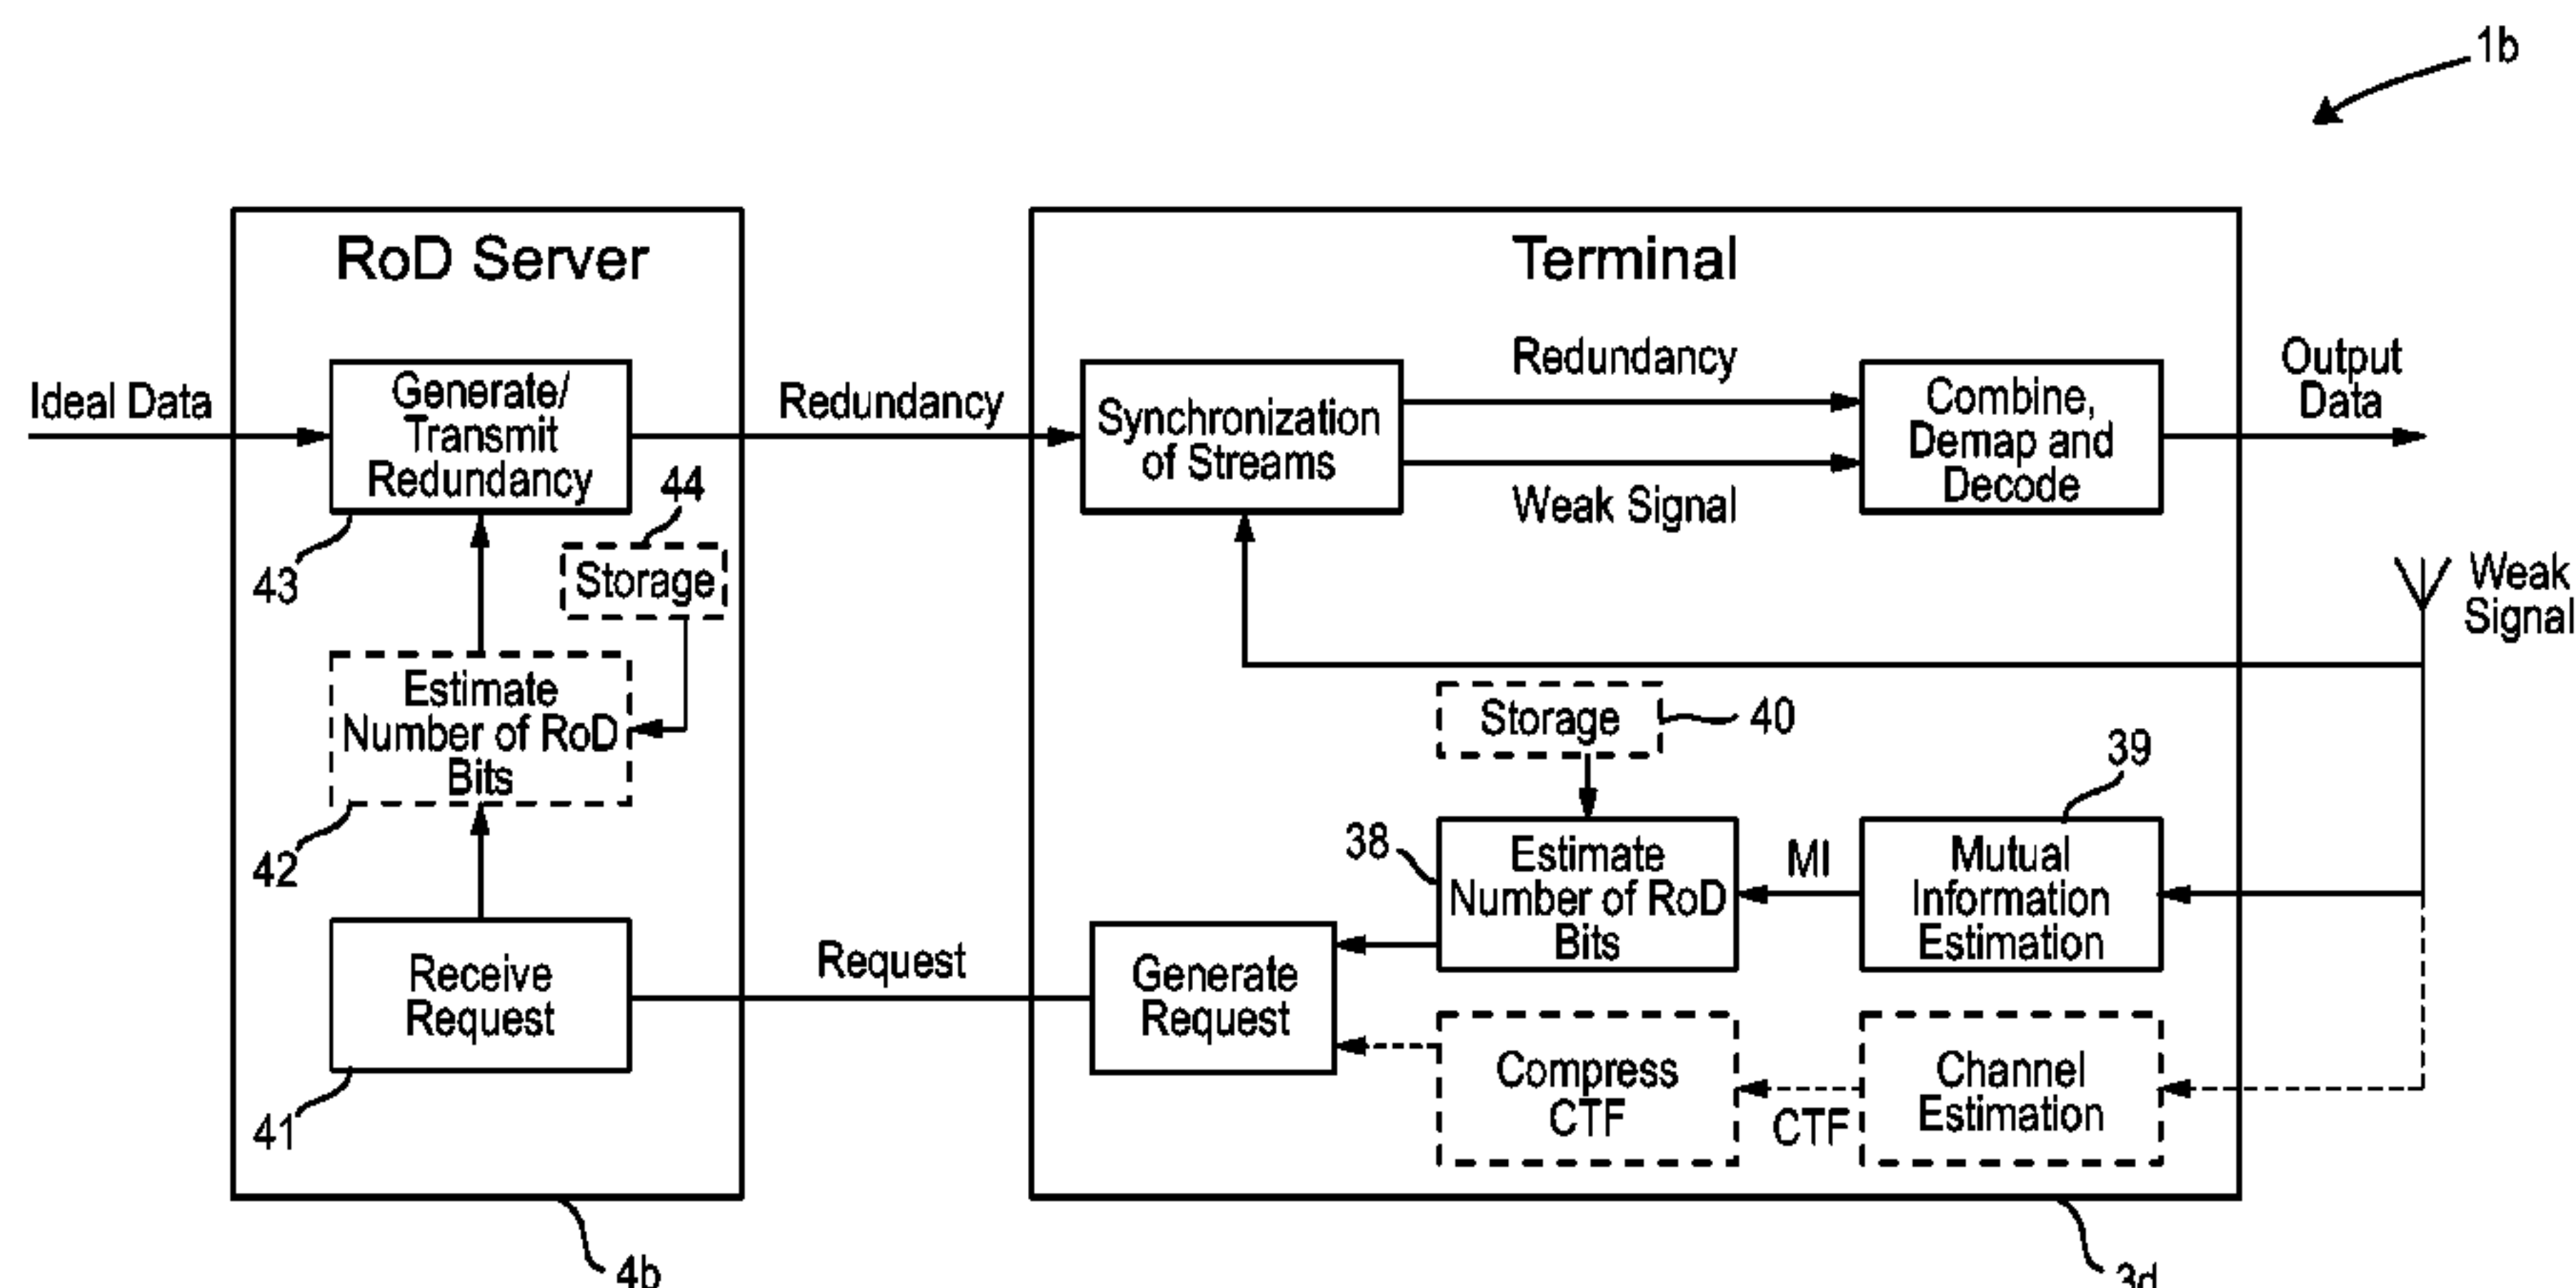 1b
RoD Server
Terminal
Ideal Data
Generate/
Transmit
Redundancy
43
44
Storage
Estimate
Number of RoD
Bits
42
Receive
Request
41
4b
Redundancy
Request
Synchronization
of Streams
Redundancy
Weak Signal
Combine,
Demap and
Decode
Output
Data
Weak
Signal
Storage
40
38
Estimate
Number of RoD
Bits
MI
39
Mutual
Information
Estimation
Generate
Request
Compress
CTF
CTF
Channel
Estimation
3d